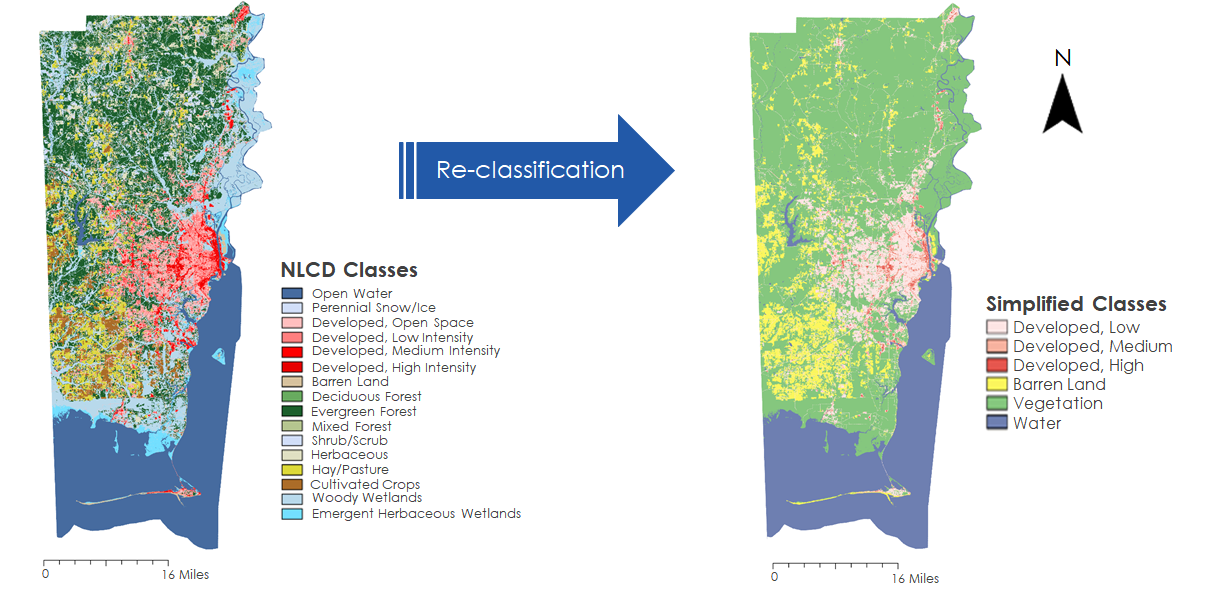 N
Re-classification
NLCD Classes
Open Water
Perennial Snow/Ice
Developed, Open Space
Developed, Low Intensity
Developed, Medium Intensity
Developed, High Intensity
Barren Land
Deciduous Forest
Evergreen Forest
Mixed Forest
Shrub/Scrub
Herbaceous
Hay/Pasture
Cultivated Crops
Woody Wetlands
Emergent Herbaceous Wetlands
0 16 Miles
Simplified Classes
Developed, Low
Developed, Medium
Developed, High
Barren Land
Vegetation
Water
0 16 Miles